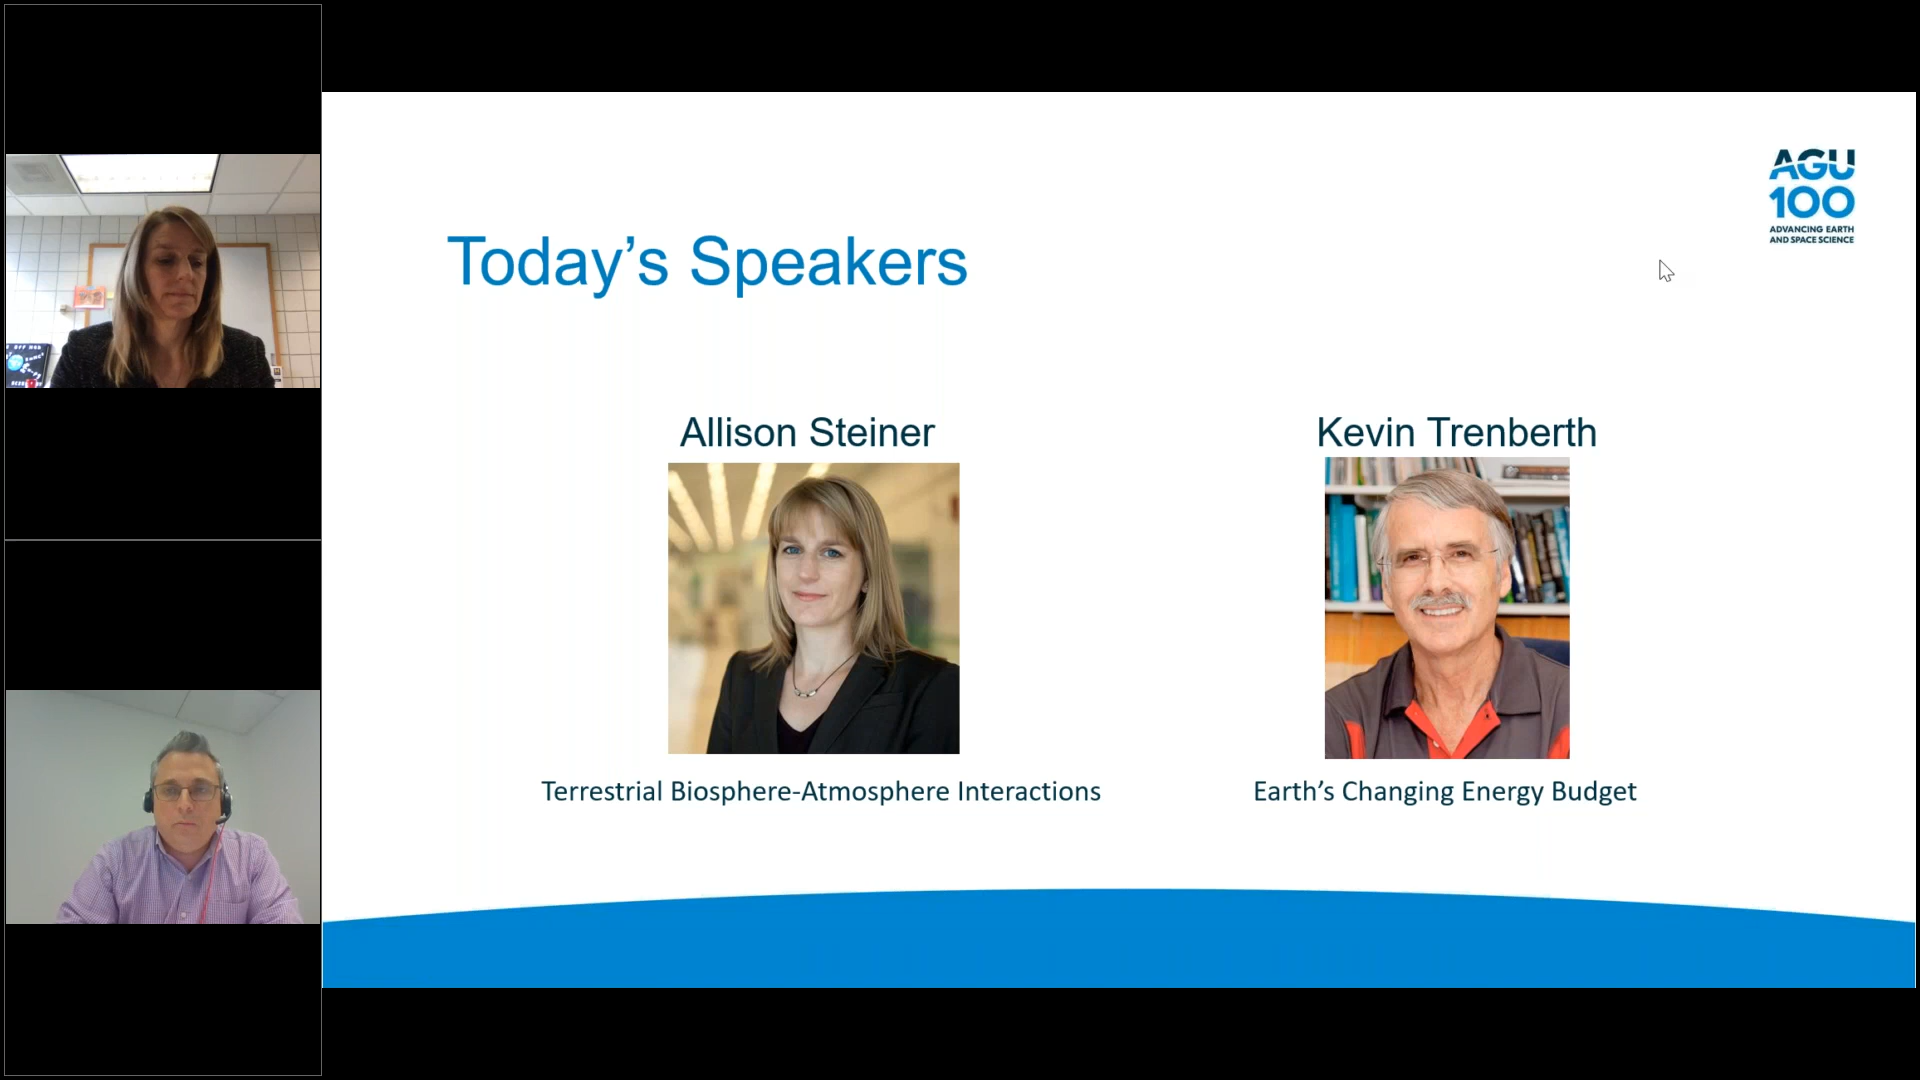 AGU
100
ADVANCING EARTH
AND SPACE SCIENCE
Today’s Speakers
Allison Steiner
Kevin Trenberth
Terrestrial Biosphere-Atmosphere Interactions
Earth’s Changing Energy Budget